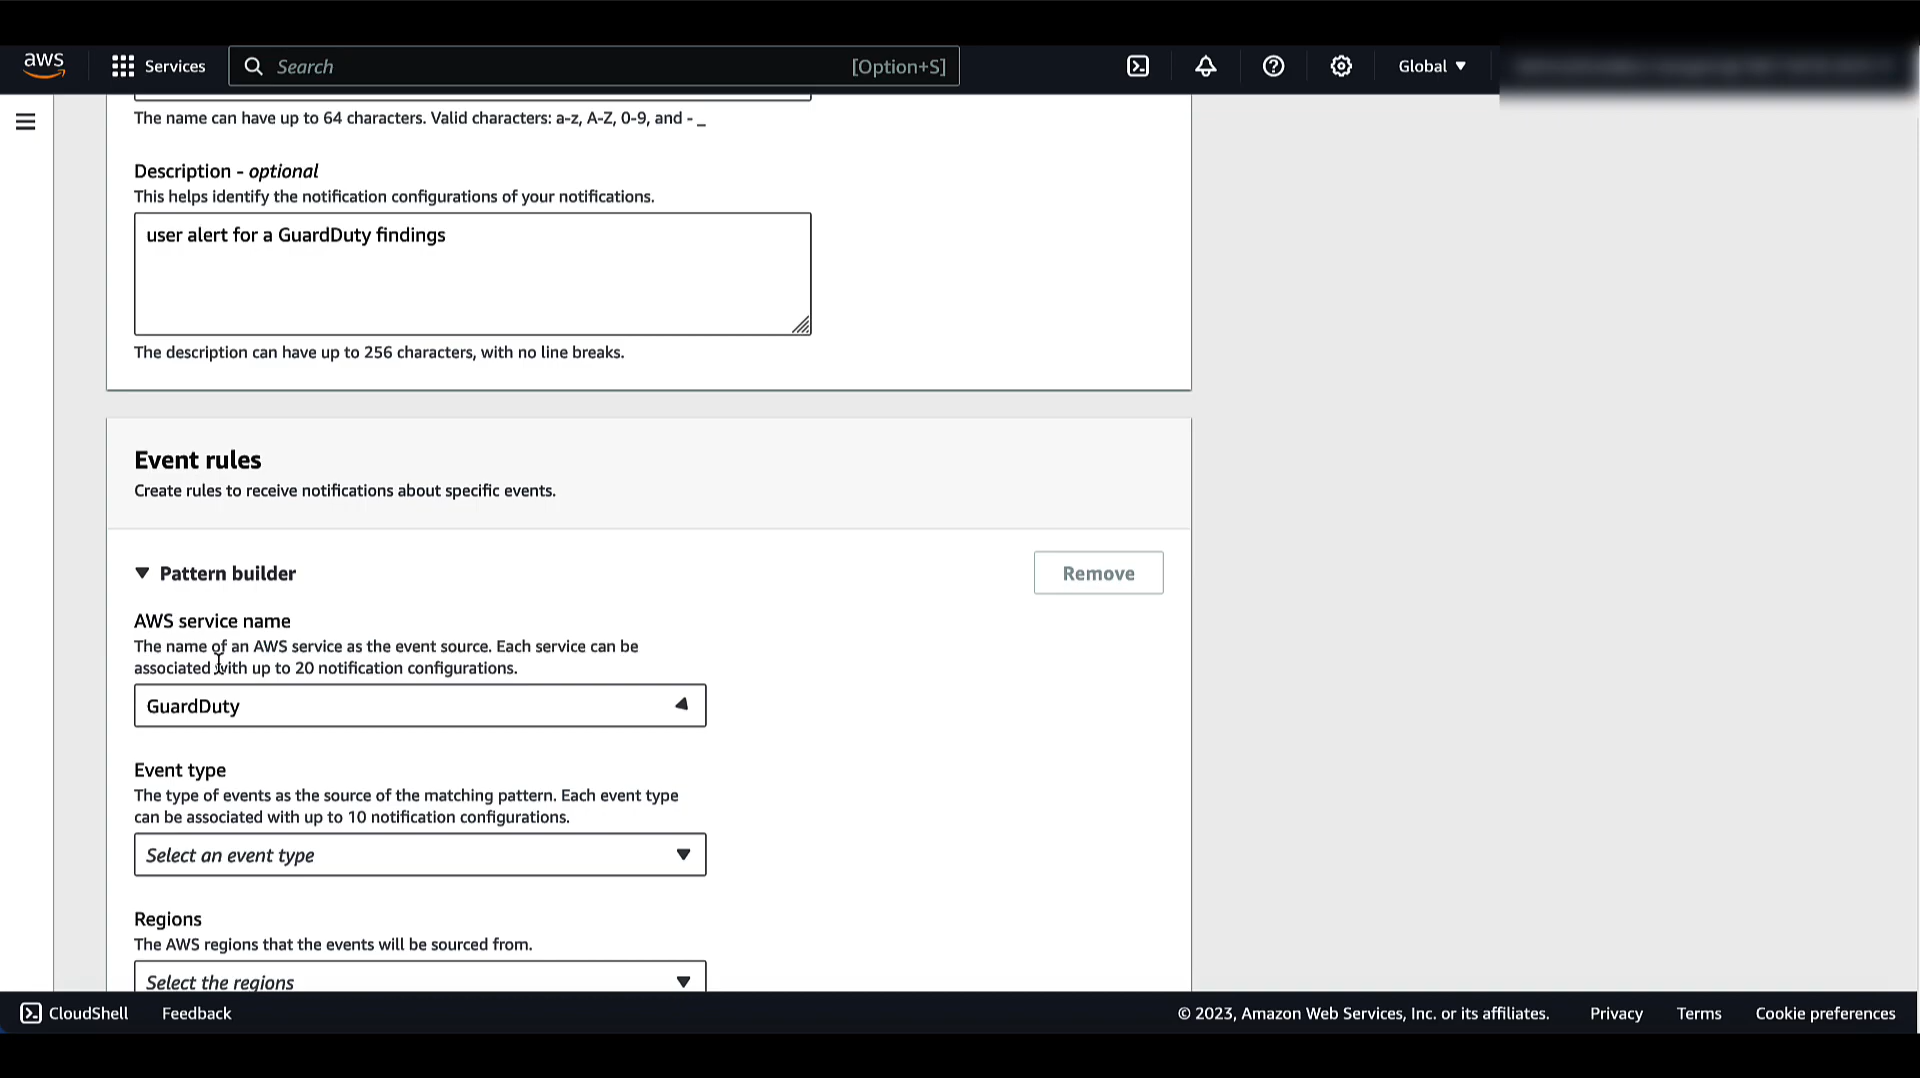 aws
Services
Search
[Option+S]
Global
The name can have up to 64 characters. Valid characters: a-z, A-Z, 0-9, and - _
Description - optional
This helps identify the notification configurations of your notifications.
user alert for a GuardDuty findings
The description can have up to 256 characters, with no line breaks.
Event rules
Create rules to receive notifications about specific events.
Pattern builder
Remove
AWS service name
The name of an AWS service as the event source. Each service can be
associated with up to 20 notification configurations.
GuardDuty
Event type
The type of events as the source of the matching pattern. Each event type
can be associated with up to 10 notification configurations.
Select an event type
Regions
The AWS regions that the events will be sourced from.
Select the regions
CloudShell
Feedback
© 2023, Amazon Web Services, Inc. or its affiliates.
Privacy
Terms
Cookie preferences